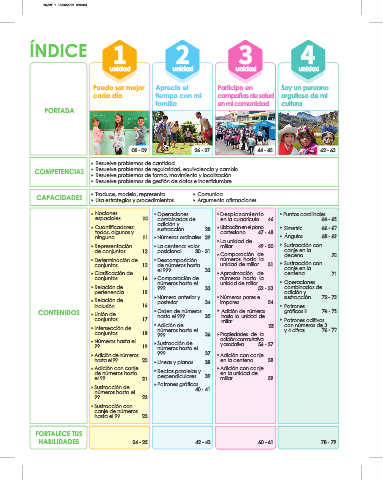 ÍNDICE
1
unidad
2
unidad
3
unidad
4
unidad
Puedo ser mejor
cada día
Aprecio el
tiempo con mi
familia
Participo en
campañas de salud
en mi comunidad
Soy un peruano
orgulloso de mi
cultura
PORTADA
08 - 09
26 - 27
44 - 45
62 - 63
COMPETENCIAS
• Resuelve problemas de cantidad
• Resuelve problemas de regularidad, equivalencia y cambio
• Resuelve problemas de forma, movimiento y localización
• Resuelve problemas de gestión de datos e incertidumbre
CAPACIDADES
• Traduce, modela, representa
• Usa estrategias y procedimientos
• Comunica
• Argumenta afirmaciones
CONTENIDOS
• Nociones
espaciales 10
• Cuantificadores:
todos, algunos y
ninguno 11
• Representación
de conjuntos 12
• Determinación de
conjuntos 13
• Clasificación de
conjuntos 14
• Relación de
pertenencia 15
• Relación de
inclusión 16
• Unión de
conjuntos 17
• Intersección de
conjuntos 18
• Números hasta el
99 19
• Adición de números
hasta el 99 20
• Adición con canje
de números hasta
el 99 21
• Sustracción de
números hasta el
99 22
• Sustracción con
canje de números
hasta el 99 23
• Operaciones
combinadas de
adición y
sustracción 28
• Números ordinales 29
• La centena valor
posicional 30 - 31
• Descomposición
de números hasta
el 999 32
• Comparación de
números hasta el
999 33
• Número anterior y
posterior 34
• Orden de números
hasta el 999 35
• Adición de
números hasta el
999 36
• Sustracción de
números hasta el
999 37
• Líneas y planos 38
• Rectas paralelas y
perpendiculares 39
• Patrones gráficos
40 - 41
• Desplazamiento
en la cuadrícula 46
• Ubicación en el plano
cartesiano 47 - 48
• La unidad de
millar 49 - 50
• Composición de
números hasta la
unidad de millar 51
• Aproximación de
números hasta la
unidad de millar
52 - 53
• Números pares e
impares 54
• Adición de números
hasta la unidad de
millar
55
• Propiedades de la
adición: conmutativa
y asociativa 56 - 57
• Adición con canje
en la centena 58
• Adición con canje
en la unidad de
millar 59
• Puntos cardinales
64 - 65
• Simetría 66 - 67
• Ángulos 68 - 69
• Sustracción con
canje en la
decena 70
• Sustracción con
canje en la
centena 71
• Operaciones
combinadas de
adición y
sustracción 72 - 73
• Patrones
gráficos II 74 - 75
• Patrones aditivos
con números de 3
y 4 cifras 76 - 77
FORTALECE TUS
HABILIDADES
24 - 25
42 - 43
60 - 61
78 - 79